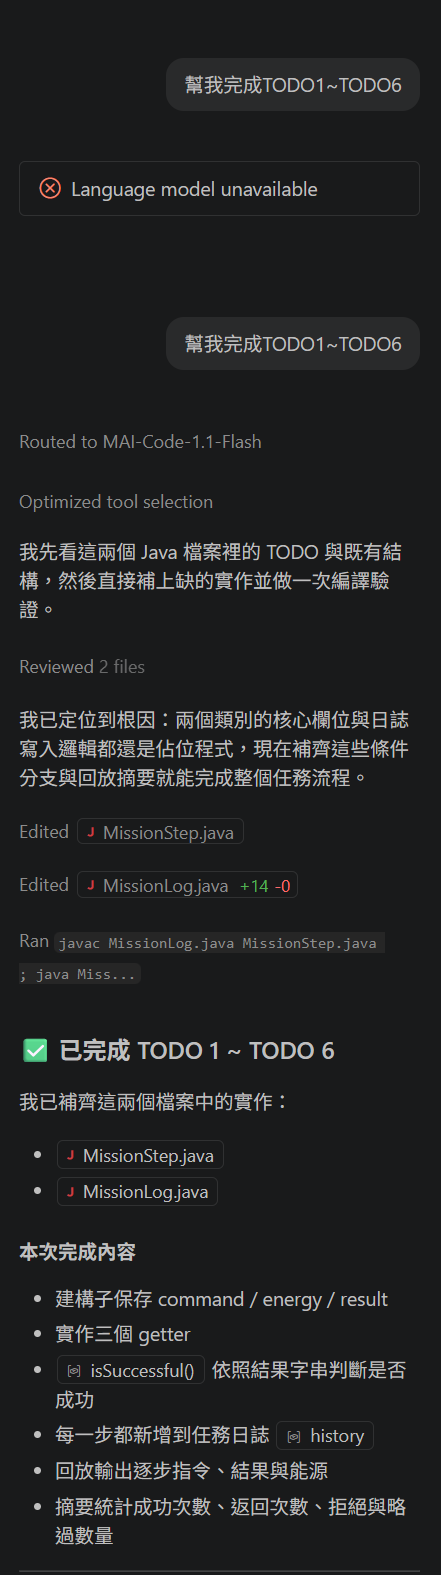 幫我完成TODO1~TODO6
Language model unavailable
幫我完成TODO1~TODO6
Routed to MAI-Code-1.1-Flash
Optimized tool selection
我先看這兩個 Java 檔案裡的 TODO 與既有結
構，然後直接補上缺的實作並做一次編譯驗
證。
Reviewed 2 files
我已定位到根因：兩個類別的核心欄位與日誌
寫入邏輯都還是佔位程式，現在補齊這些條件
分支與回放摘要就能完成整個任務流程。
Edited J MissionStep.java
Edited J MissionLog.java +14 -0
Ran javac MissionLog.java MissionStep.java
; java Miss...
✅ 已完成 TODO 1 ~ TODO 6
我已補齊這兩個檔案中的實作：
• J MissionStep.java
• J MissionLog.java
本次完成內容
• 建構子保存 command / energy / result
• 實作三個 getter
• isSuccessful() 依照結果字串判斷是否
成功
• 每一步都新增到任務日誌 history
• 回放輸出逐步指令、結果與能源
• 摘要統計成功次數、返回次數、拒絕與略
過數量